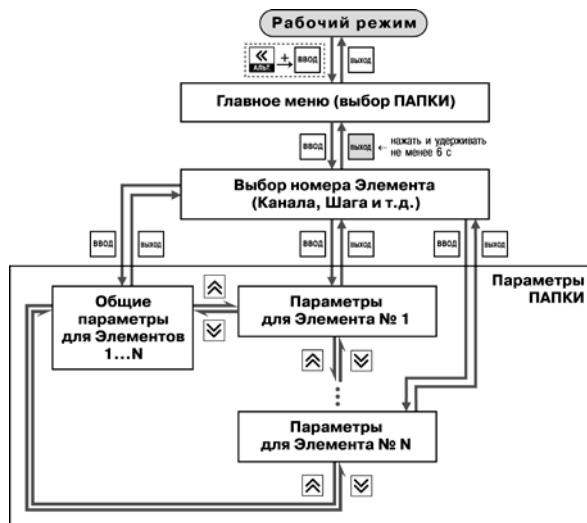 Рабочий режим
АЛЬТ. + ВВОД ВЫХОД
Главное меню (выбор ПАПКИ)
ВВОД ВЫХОД ← нажать и удерживать
не менее 6 с
Выбор номера Элемента
(Канала, Шага и т.д.)
ВВОД ВЫХОД ВВОД ВЫХОД ВВОД ВЫХОД
Параметры
ПАПКИ
Общие
параметры
для Элементов
1...N
Параметры
для Элемента № 1
Параметры
для Элемента № N